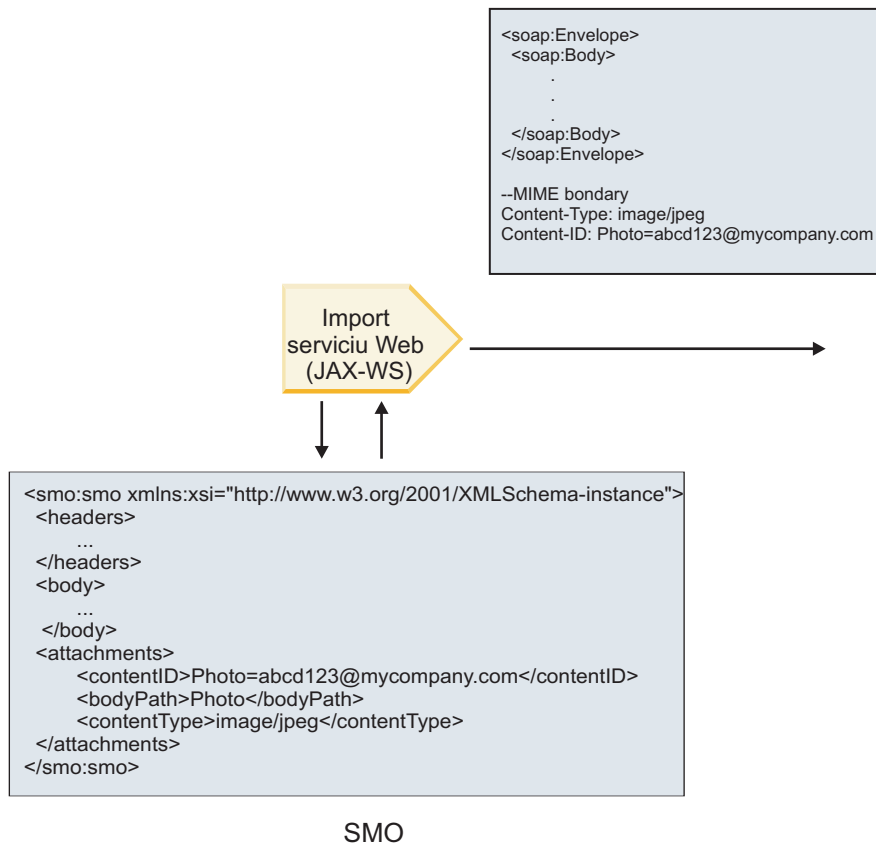 <soap:Envelope>
<soap:Body>
.
.
.
</soap:Body>
</soap:Envelope>
--MIME bondary
Content-Type: image/jpeg
Content-ID: Photo=abcd123@mycompany.com
Import
serviciu Web
(JAX-WS)
<smo:smo xmlns:xsi="http://www.w3.org/2001/XMLSchema-instance">
<headers>
...
</headers>
<body>
...
</body>
<attachments>
<contentID>Photo=abcd123@mycompany.com</contentID>
<bodyPath>Photo</bodyPath>
<contentType>image/jpeg</contentType>
</attachments>
</smo:smo>
SMO